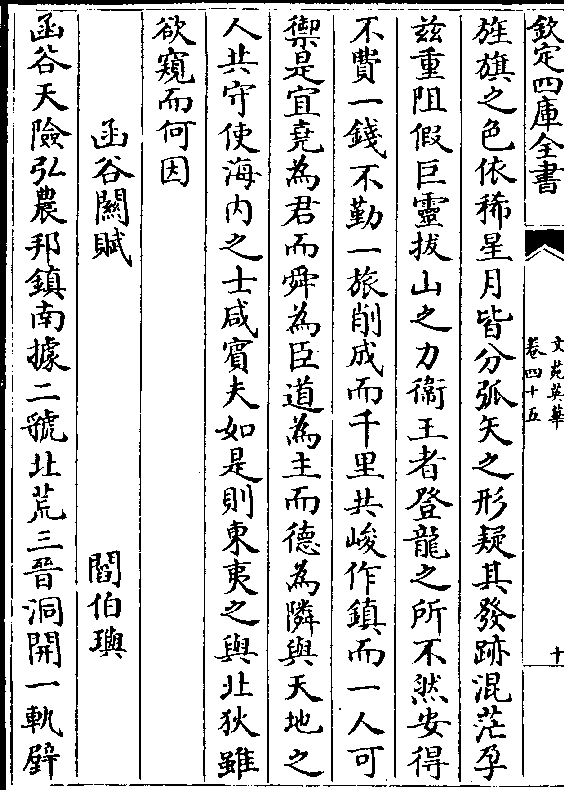 欽定四庫全書
文苑英華
卷四十五
十
旌旗之色依稀星月皆分弧矢之形疑其發跡混茫孕
兹重阻假巨靈拔山之力衞王者登龍之所不然安得
不費一錢不勤一旅削成而千里共峻作鎮而一人可
禦是宜堯為君而舜為臣道為主而德為隣與天地之
人共守使海内之士咸賓夫如是則東夷之與北狄雖
欲窺而何因
函谷關賦
閻伯璵
函谷天險弘農邦鎮南據二虢北荒三晉洞開一軌壁